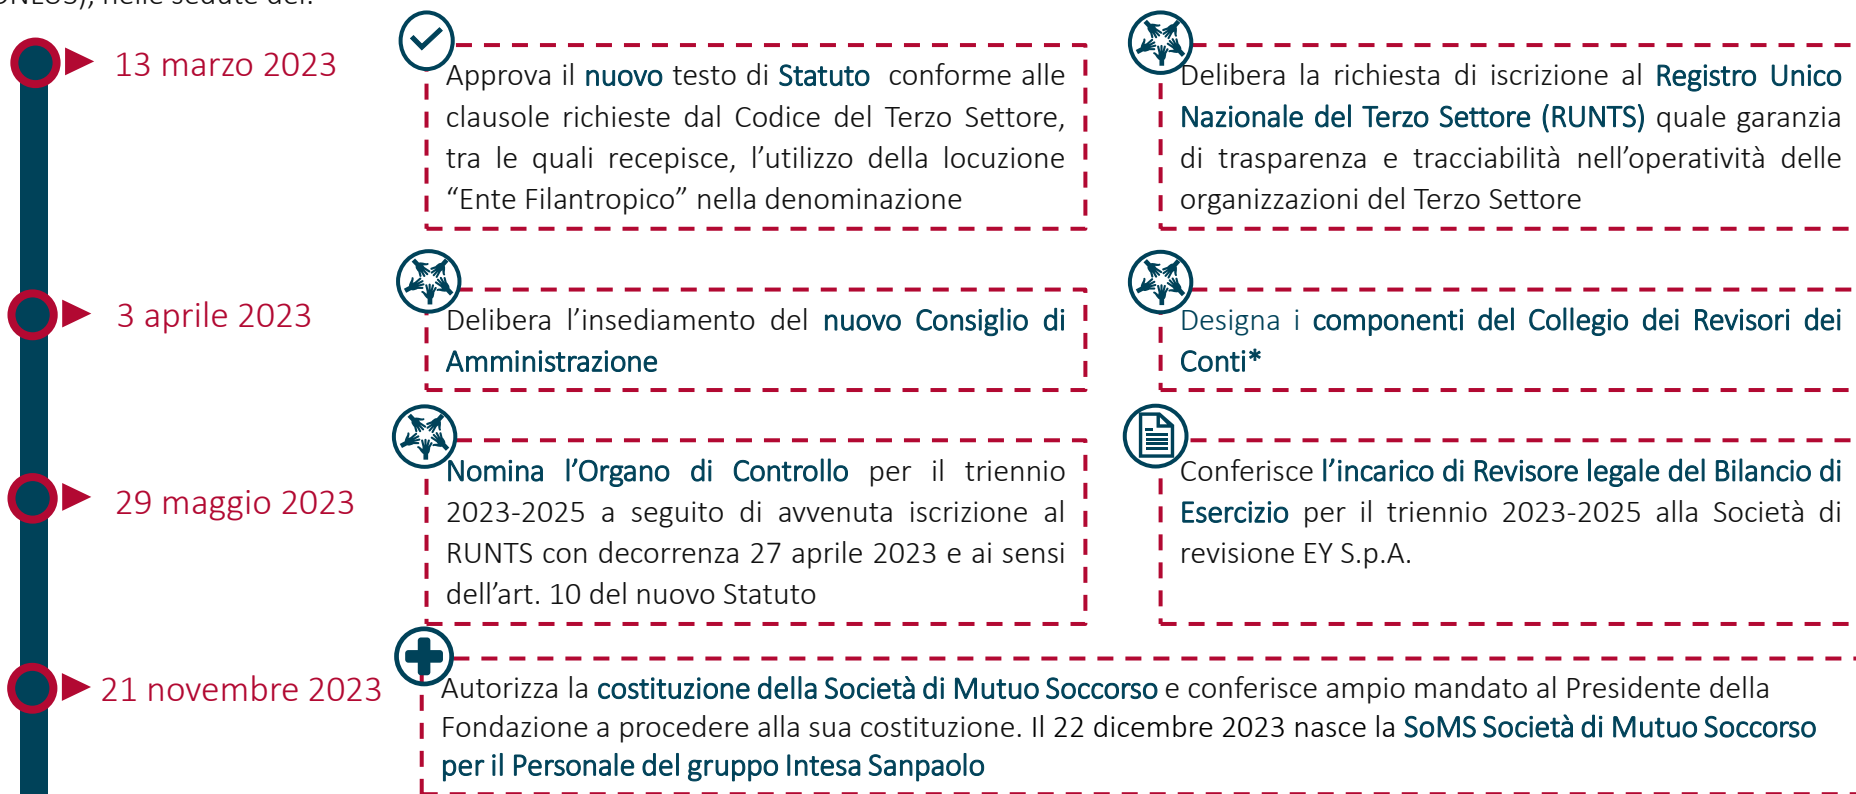 ONLUS), nelle sedute del:
13 marzo 2023
Approva il nuovo testo di Statuto conforme alle
clausole richieste dal Codice del Terzo Settore,
tra le quali recepisce, l’utilizzo della locuzione
“Ente Filantropico” nella denominazione
Delibera la richiesta di iscrizione al Registro Unico
Nazionale del Terzo Settore (RUNTS) quale garanzia
di trasparenza e tracciabilità nell’operatività delle
organizzazioni del Terzo Settore
3 aprile 2023
Delibera l’insediamento del nuovo Consiglio di
Amministrazione
Designa i componenti del Collegio dei Revisori dei
Conti*
29 maggio 2023
Nomina l’Organo di Controllo per il triennio
2023-2025 a seguito di avvenuta iscrizione al
RUNTS con decorrenza 27 aprile 2023 e ai sensi
dell’art. 10 del nuovo Statuto
Conferisce l’incarico di Revisore legale del Bilancio di
Esercizio per il triennio 2023-2025 alla Società di
revisione EY S.p.A.
21 novembre 2023
Autorizza la costituzione della Società di Mutuo Soccorso e conferisce ampio mandato al Presidente della
Fondazione a procedere alla sua costituzione. Il 22 dicembre 2023 nasce la SoMS Società di Mutuo Soccorso
per il Personale del gruppo Intesa Sanpaolo